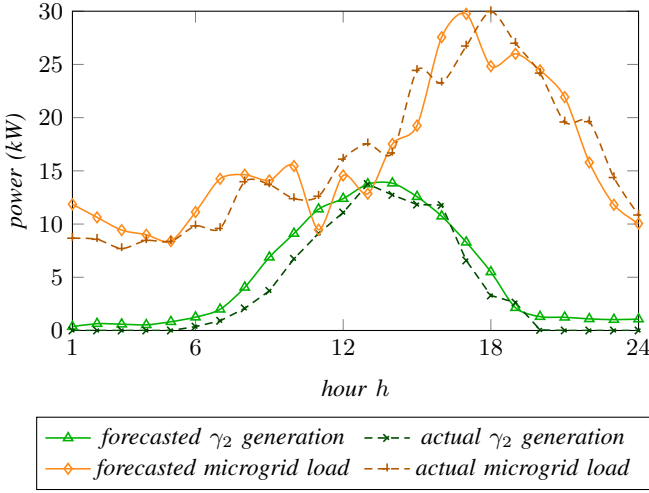 30
25
20
15
10
5
0
power (kW)
1 6 12 18 24
hour h
forecasted γ₂ generation actual γ₂ generation
forecasted microgrid load actual microgrid load